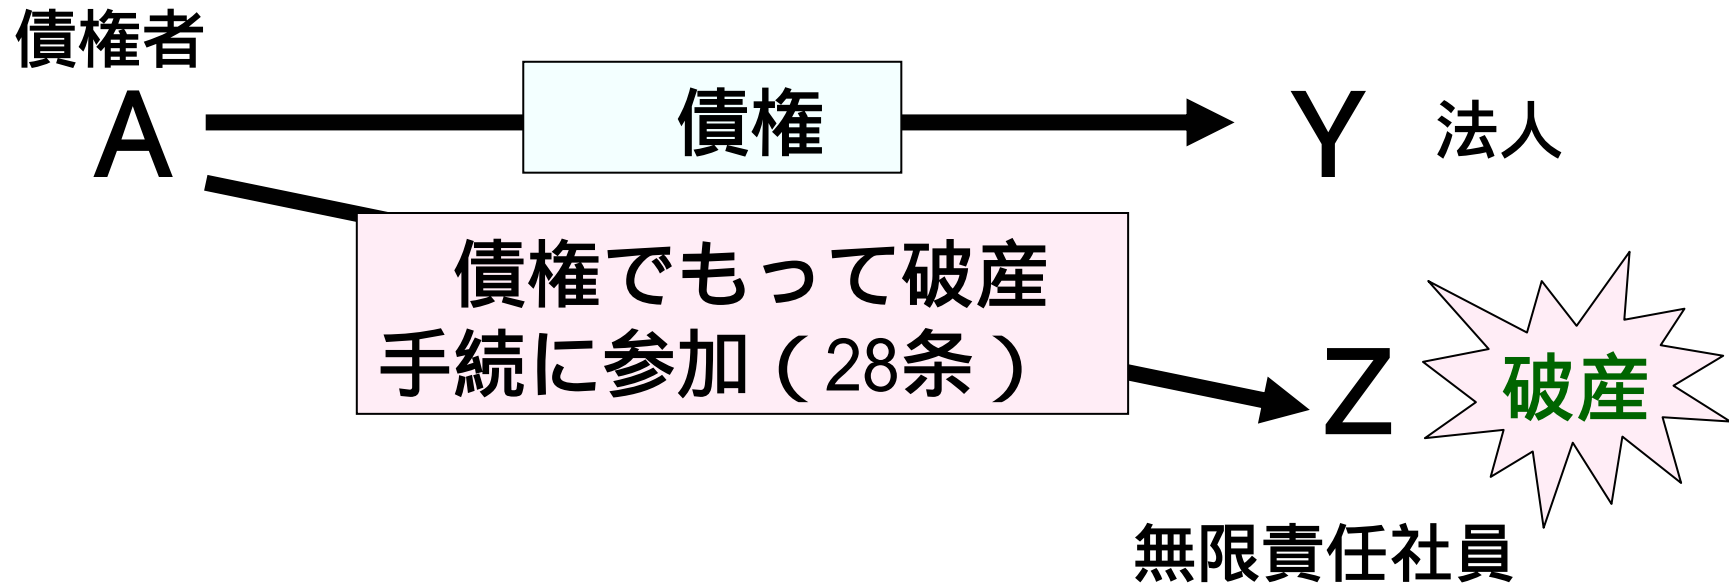 債権者
A
債権
Y 法人
債権でもって破産
手続に参加（28条）
Z
破産
無限責任社員